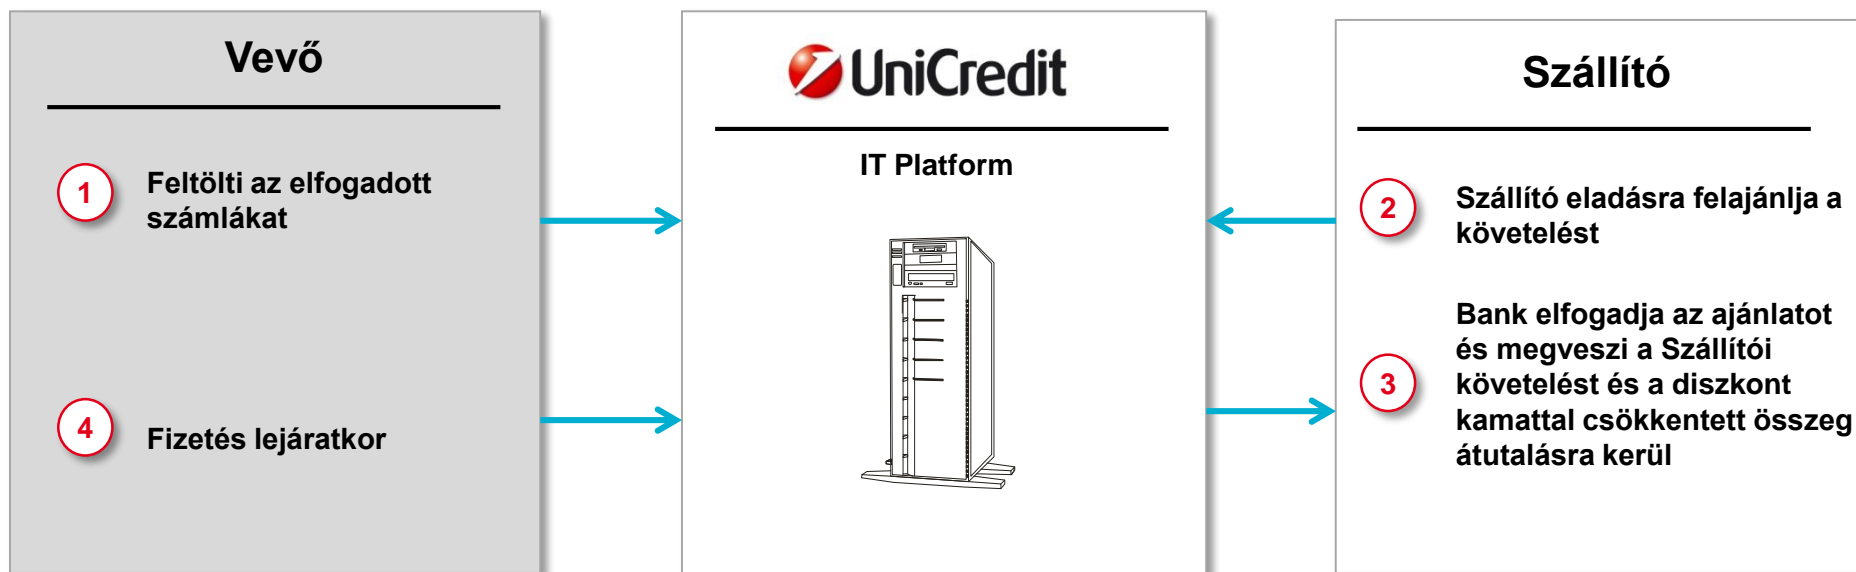 Vevő
1
Feltölti az elfogadott
számlákat
4
Fizetés lejáratkor
UniCredit
IT Platform
Szállító
2
Szállító eladásra felajánlja a
követelést
3
Bank elfogadja az ajánlatot
és megveszi a Szállítói
követelést és a diszkont
kamattal csökkentett összeg
átutalásra kerül